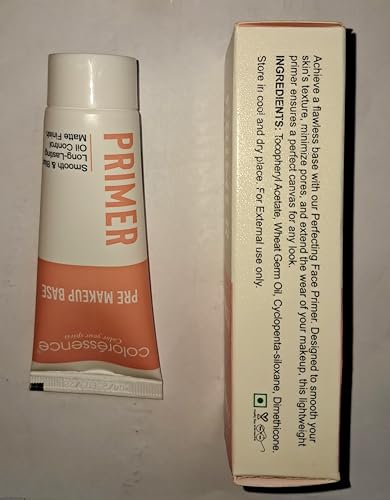 PRIMER
Smooth & Blur
Long-Lasting
Oil Control
Matte Finish
PRE MAKEUP BASE
coloressence
Color your spirit
Achieve a flawless base with our Perfecting Face Primer. Designed to smooth your
skin's texture, minimize pores, and extend the wear of your makeup, this lightweight
primer ensures a perfect canvas for any look.
INGREDIENTS: Tocopheryl Acetate, Wheat Germ Oil, Cyclopenta-siloxane, Dimethicone.
Store in cool and dry place. For External use only.